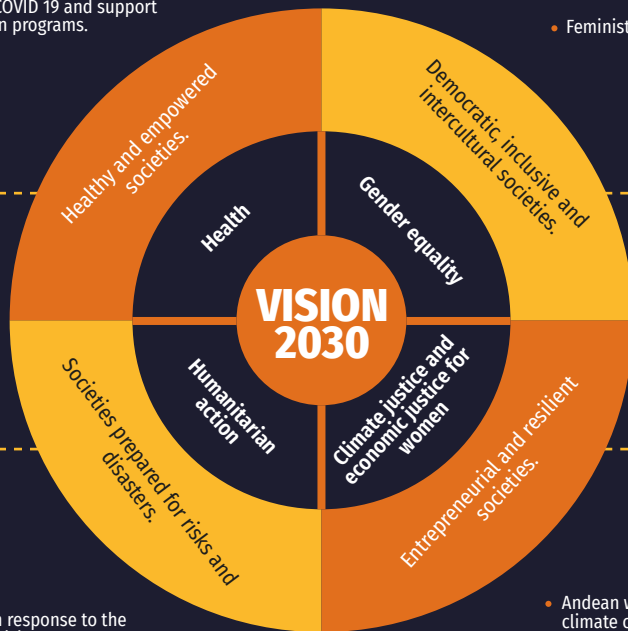 OVID 19 and support
n programs.
• Feminist
Healthy and empowered
societies.
Democratic, inclusive and
intercultural societies.
Health
Gender equality
VISION
2030
Humanitarian
action
Climate justice and
economic justice for
women
Societies prepared for risks and
disasters.
Entrepreneurial and resilient
societies.
response to the
• Andean
climate